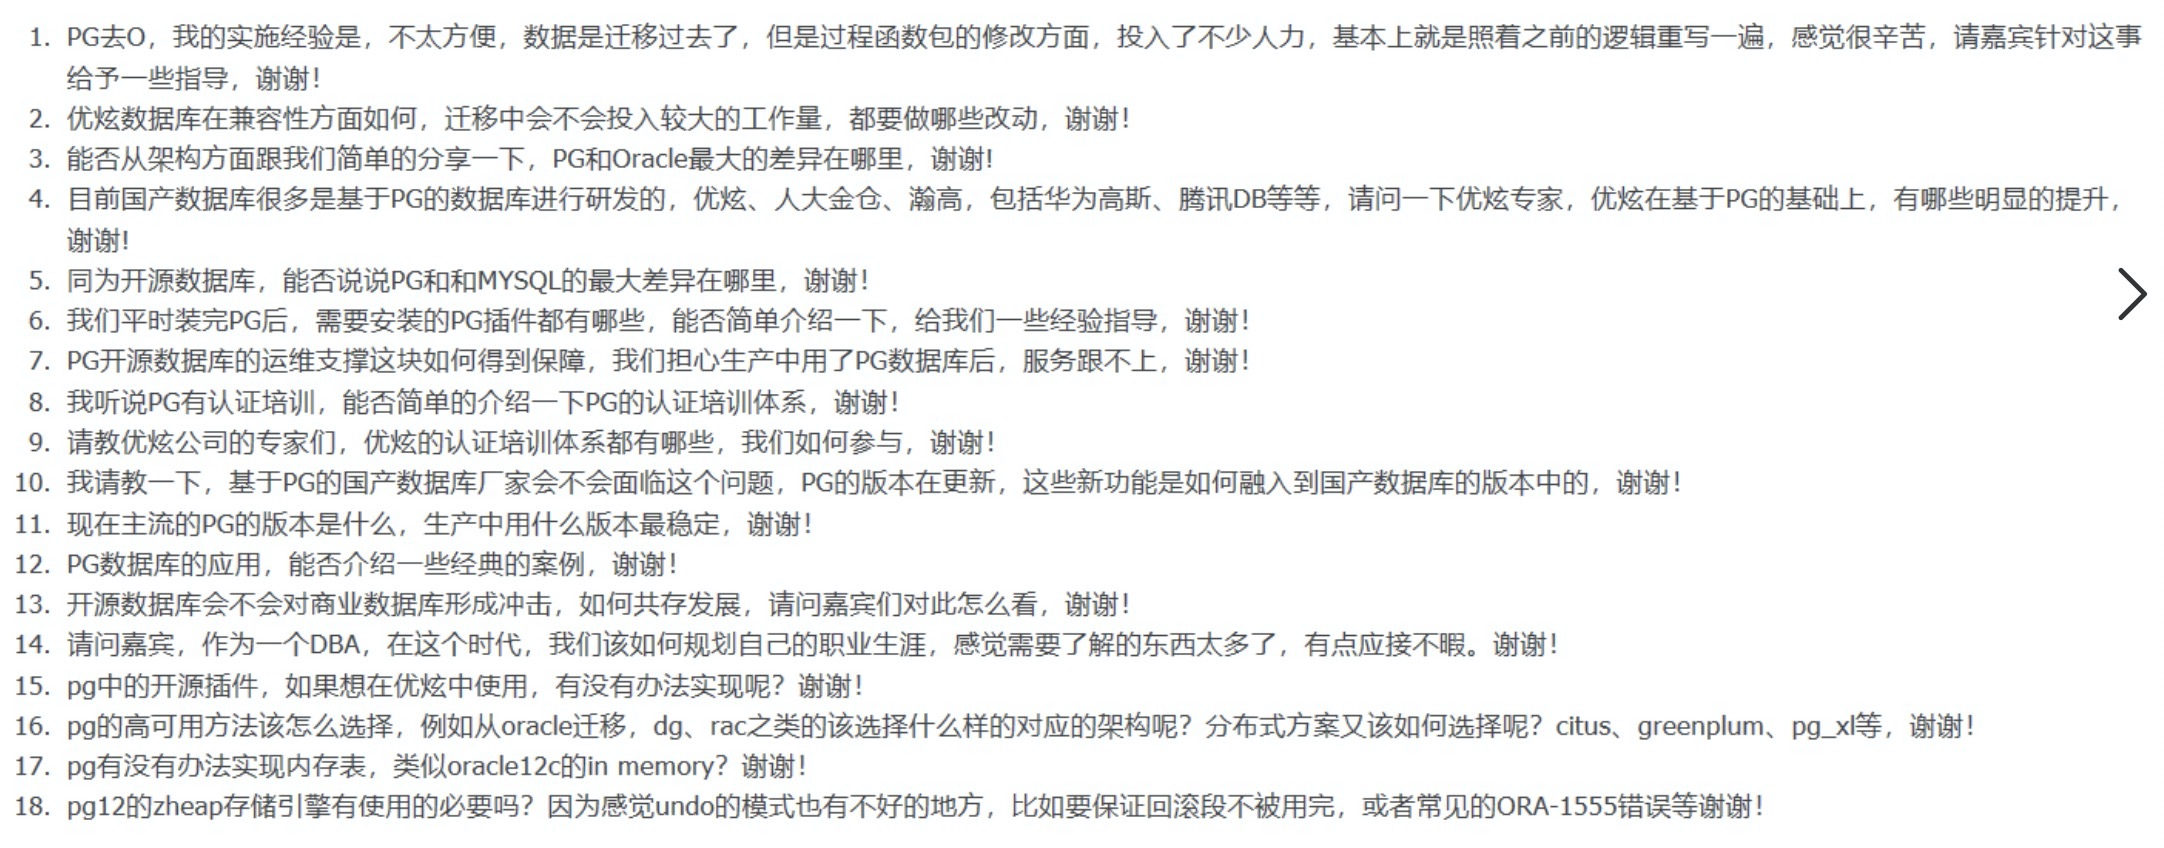 1. PG去O，我的实施经验是，不太方便，数据是迁移过去了，但是过程函数包的修改方面，投入了不少人力，基本上就是照着之前的逻辑重写一遍，感觉很辛苦，请嘉宾针对这事
给予一些指导，谢谢！
2. 优炫数据库在兼容性方面如何，迁移中会不会投入较大的工作量，都要做哪些改动，谢谢！
3. 能否从架构方面跟我们简单的分享一下，PG和Oracle最大的差异在哪里，谢谢!
4. 目前国产数据库很多是基于PG的数据库进行研发的，优炫、人大金仓、瀚高，包括华为高斯、腾讯DB等等，请问一下优炫专家，优炫在基于PG的基础上，有哪些明显的提升，
谢谢!
5. 同为开源数据库，能否说说PG和和MYSQL的最大差异在哪里，谢谢！
6. 我们平时装完PG后，需要安装的PG插件都有哪些，能否简单介绍一下，给我们一些经验指导，谢谢！
7. PG开源数据库的运维支撑这块如何得到保障，我们担心生产中用了PG数据库后，服务跟不上，谢谢！
8. 我听说PG有认证培训，能否简单的介绍一下PG的认证培训体系，谢谢！
9. 请教优炫公司的专家们，优炫的认证培训体系都有哪些，我们如何参与，谢谢！
10. 我请教一下，基于PG的国产数据库厂家会不会面临这个问题，PG的版本在更新，这些新功能是如何融入到国产数据库的版本中的，谢谢！
11. 现在主流的PG的版本是什么，生产中用什么版本最稳定，谢谢！
12. PG数据库的应用，能否介绍一些经典的案例，谢谢！
13. 开源数据库会不会对商业数据库形成冲击，如何共存发展，请问嘉宾们对此怎么看，谢谢！
14. 请问嘉宾，作为一个DBA，在这个时代，我们该如何规划自己的职业生涯，感觉需要了解的东西太多了，有点应接不暇。谢谢！
15. pg中的开源插件，如果想在优炫中使用，有没有办法实现呢？谢谢！
16. pg的高可用方法该怎么选择，例如从oracle迁移，dg、rac之类的该选择什么样的对应的架构呢？分布式方案又该如何选择呢？citus、greenplum、pg_xl等，谢谢！
17. pg有没有办法实现内存表，类似oracle12c的in memory？谢谢！
18. pg12的zheap存储引擎有使用的必要吗？因为感觉undo的模式也有不好的地方，比如要保证回滚段不被用完，或者常见的ORA-1555错误等谢谢！